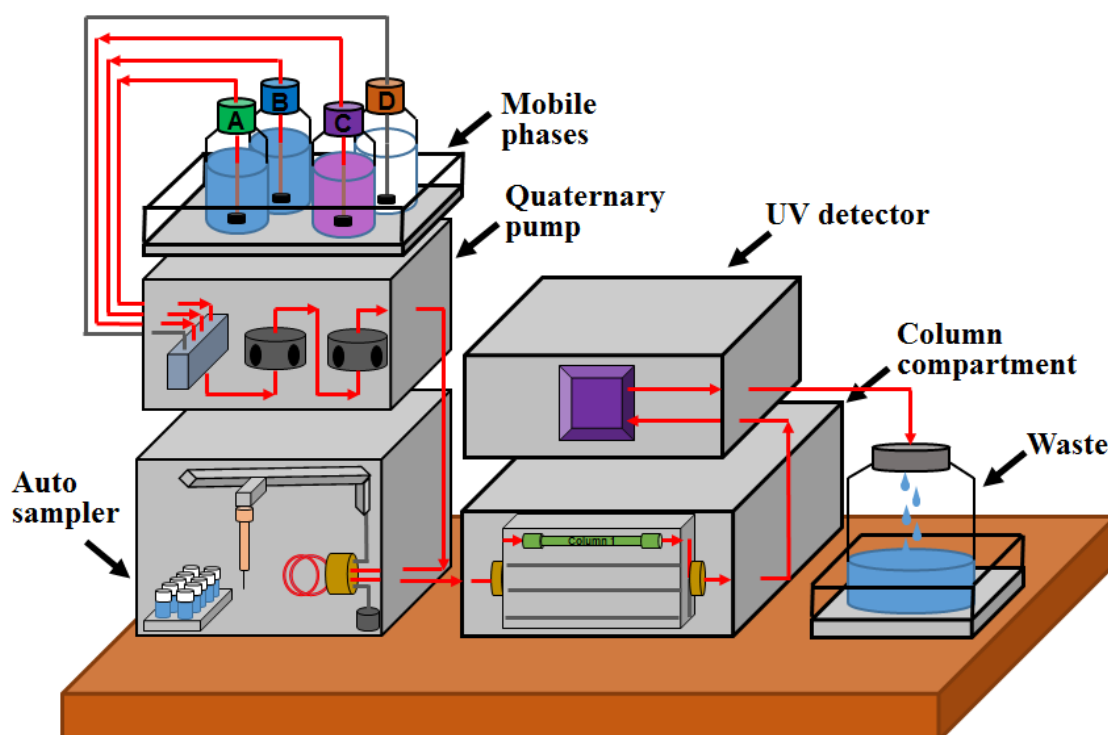 A
B
C
D
Mobile
phases
Quaternary
pump
UV detector
Column
compartment
Waste
Auto
sampler
Column 1